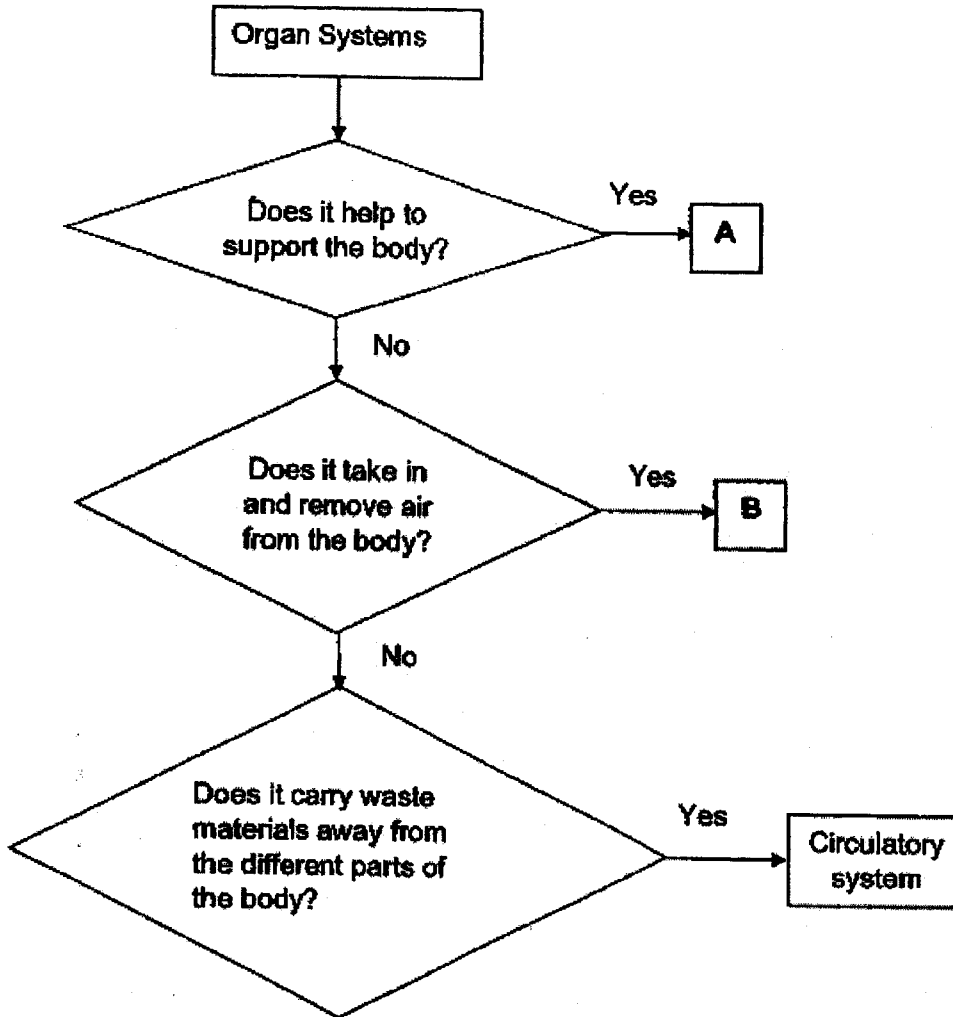 Organ Systems
Does it help to
support the body?
Yes
A
No
Does it take in
and remove air
from the body?
Yes
B
No
Does it carry waste
materials away from
the different parts of
the body?
Yes
Circulatory
system